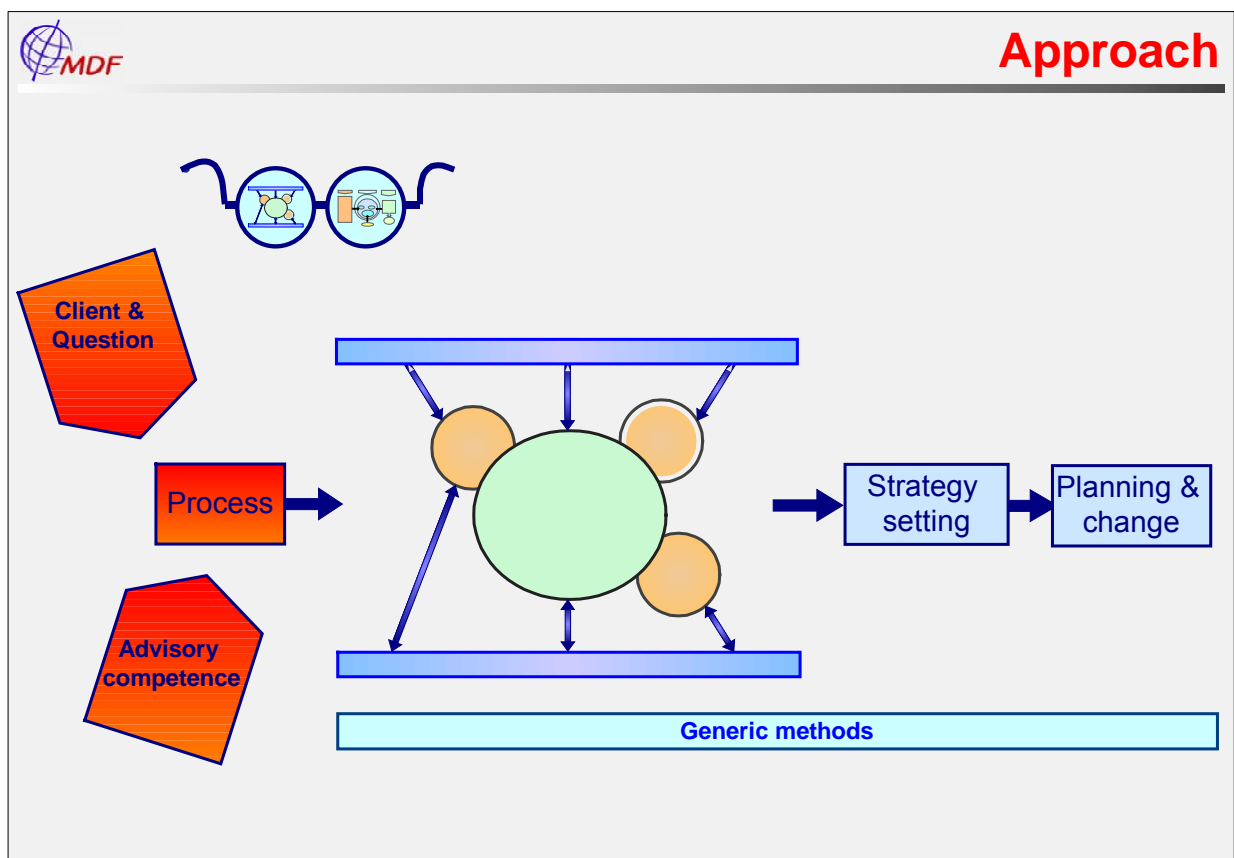 MDF
Approach
Client &
Question
Process
Strategy
setting
Planning &
change
Advisory
competence
Generic methods